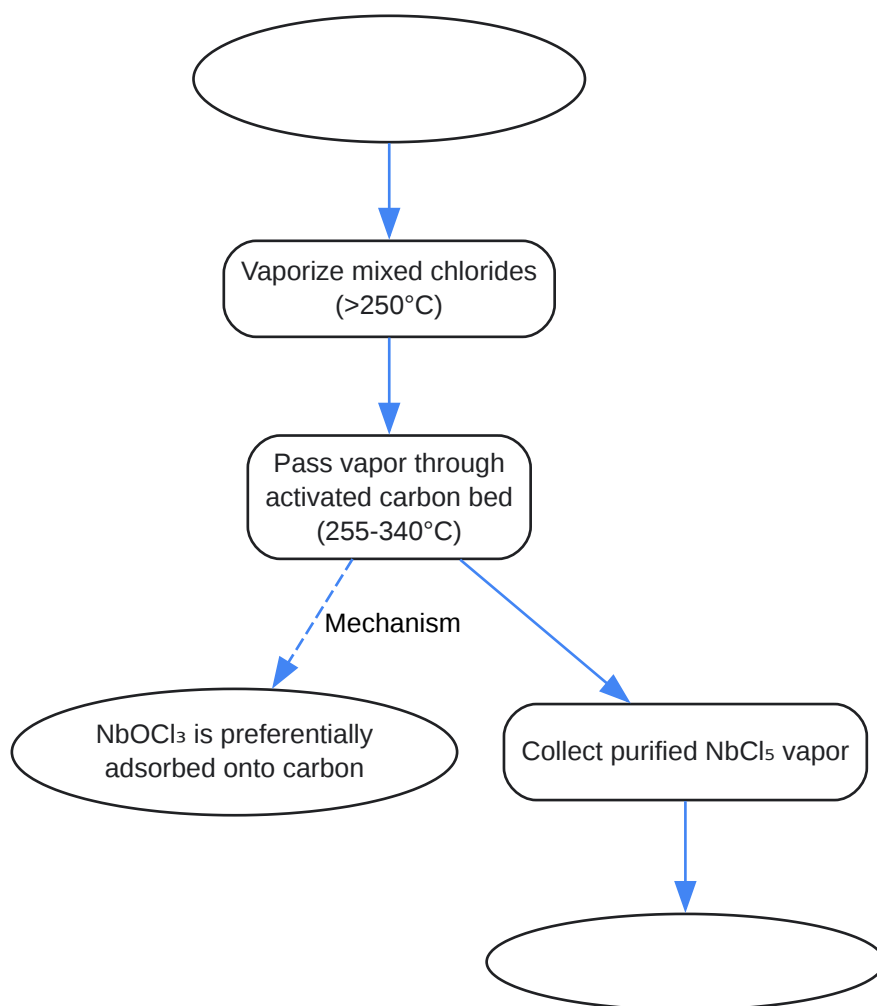 Vaporize mixed chlorides
(>250°C)
Pass vapor through
activated carbon bed
(255-340°C)
Mechanism
NbOCl₃ is preferentially
adsorbed onto carbon
Collect purified NbCl₅ vapor